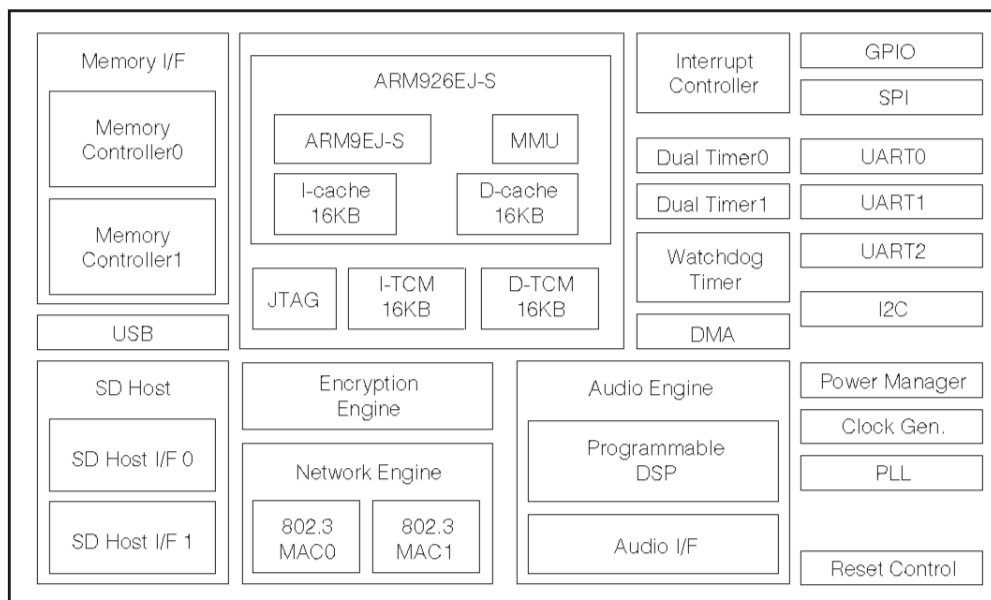 Memory I/F
Memory
Controller0
Memory
Controller1
USB
SD Host
SD Host I/F 0
SD Host I/F 1
ARM926EJ-S
ARM9EJ-S
MMU
I-cache
16KB
D-cache
16KB
JTAG
I-TCM
16KB
D-TCM
16KB
Encryption
Engine
Network Engine
802.3
MAC0
802.3
MAC1
Interrupt
Controller
Dual Timer0
Dual Timer1
Watchdog
Timer
DMA
Audio Engine
Programmable
DSP
Audio I/F
GPIO
SPI
UART0
UART1
UART2
I2C
Power Manager
Clock Gen.
PLL
Reset Control